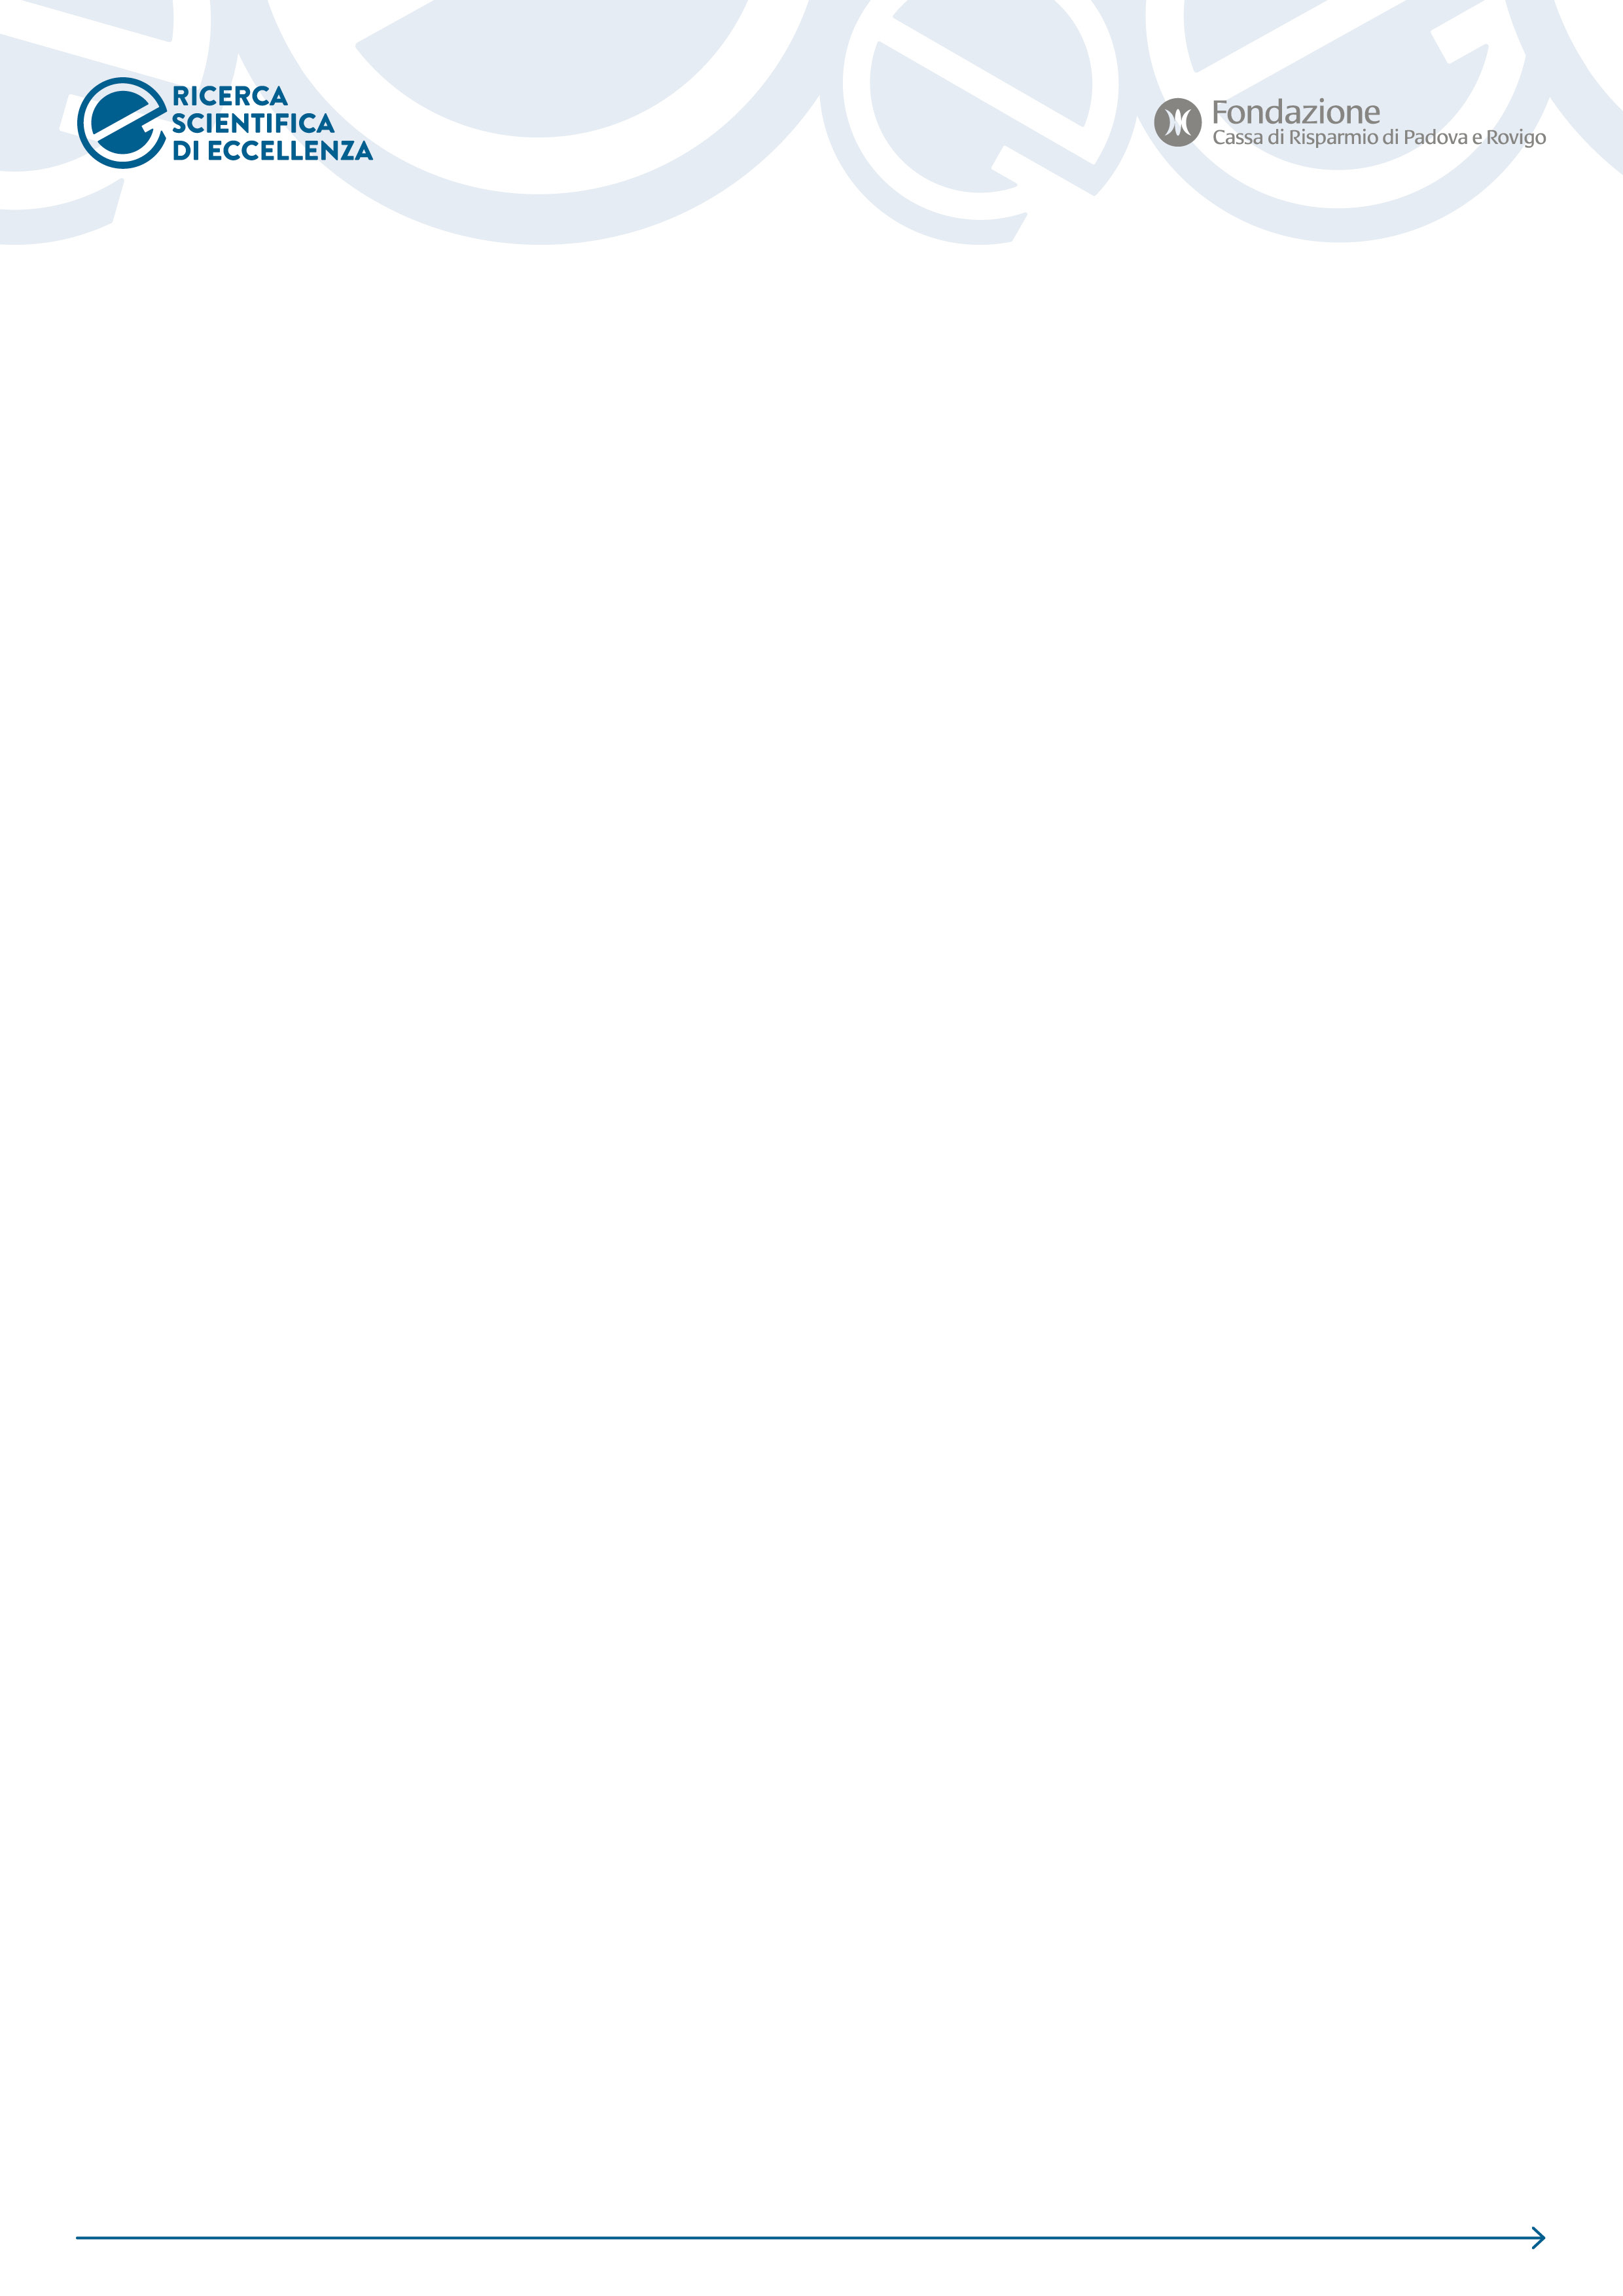 RICERCA
SCIENTIFICA
DI ECCELLENZA
Fondazione
Cassa di Risparmio di Padova e Rovigo